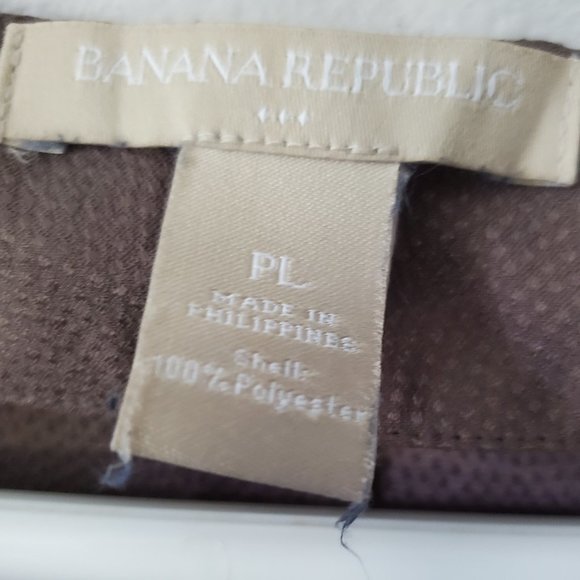 BANANA REPUBLIC
PL
MADE IN
PHILIPPINES
Shell:
100% Polyester